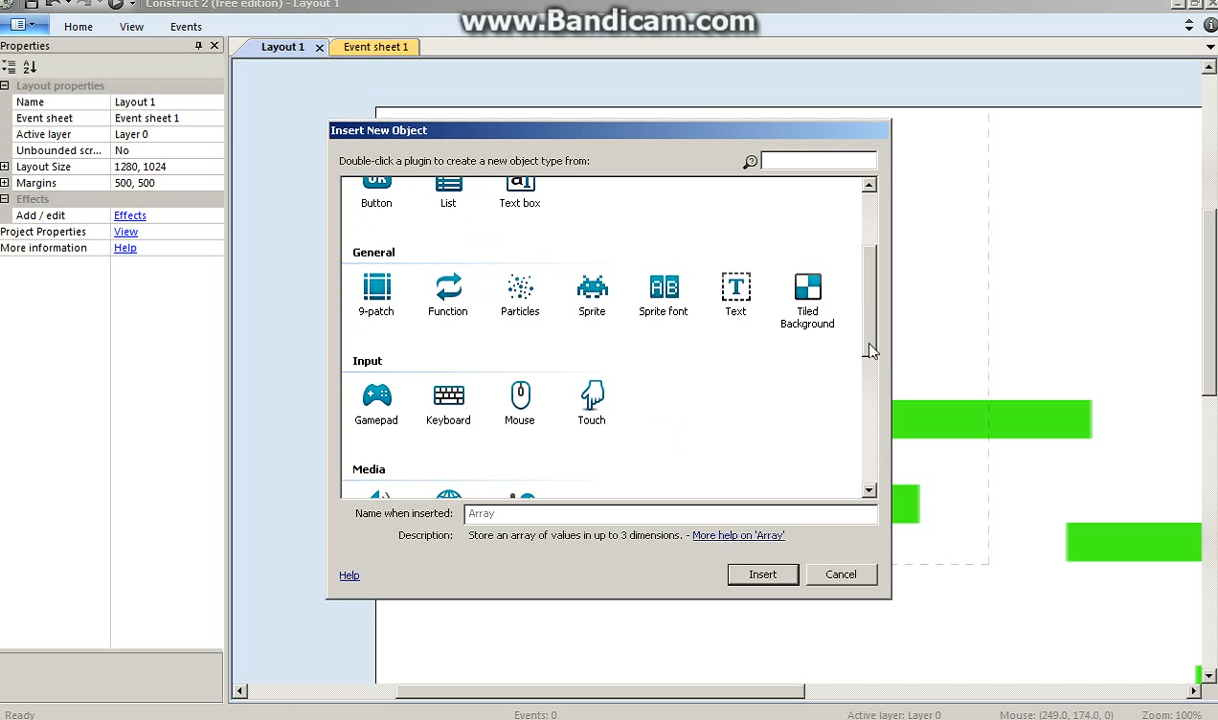 Construct 2 (free edition) - Layout 1
www.Bandicam.com
Home View Events
Properties
Layout 1 Event sheet 1
Layout properties
Name Layout 1
Event sheet Event sheet 1
Active layer Layer 0
Unbounded scr... No
Layout Size 1280, 1024
Margins 500, 500
Effects
Add / edit Effects
Project Properties View
More information Help
Insert New Object
Double-click a plugin to create a new object type from:
Button List Text box
General
9-patch Function Particles Sprite Sprite font Text Tiled Background
Input
Gamepad Keyboard Mouse Touch
Media
Name when inserted: Array
Description: Store an array of values in up to 3 dimensions. - More help on 'Array'
Help Insert Cancel
Ready Events: 0 Active layer: Layer 0 Mouse: (249.0, 174.0, 0) Zoom: 100%